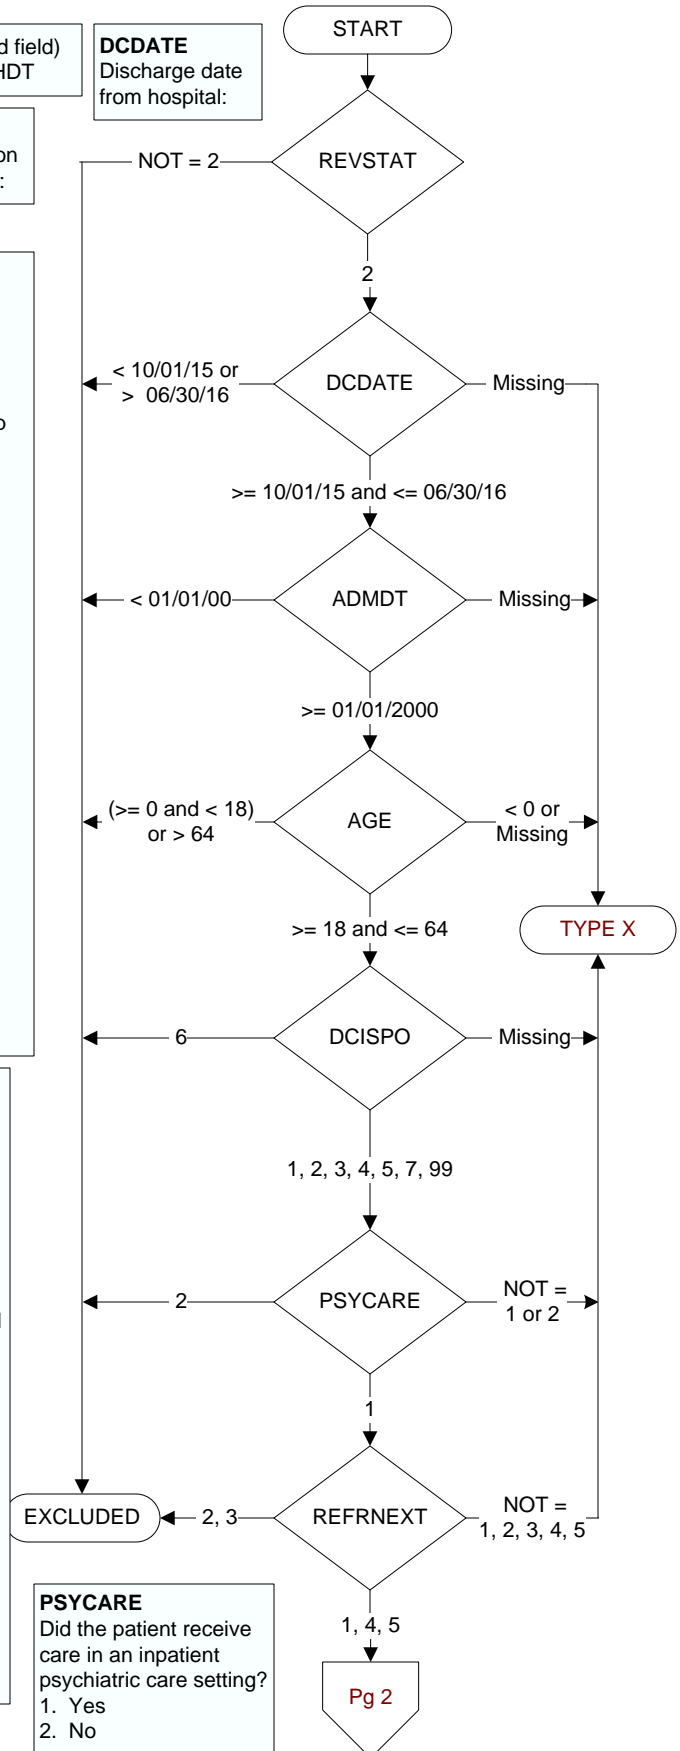 d field)
HDT
DCDATE
Discharge date
from hospital:
START
on
:
REVSTAT
NOT = 2
2
DCDATE
< 10/01/15 or
> 06/30/16
Missing
o
>= 10/01/15 and <= 06/30/16
ADMDT
< 01/01/00
Missing
>= 01/01/2000
AGE
(>= 0 and < 18)
or > 64
< 0 or
Missing
>= 18 and <= 64
TYPE X
DCISPO
6
Missing
1, 2, 3, 4, 5, 7, 99
PSYCARE
2
NOT =
1 or 2
1
EXCLUDED
2, 3
REFRNEXT
NOT =
1, 2, 3, 4, 5
PSYCARE
Did the patient receive
care in an inpatient
psychiatric care setting?
1. Yes
2. No
1, 4, 5
Pg 2